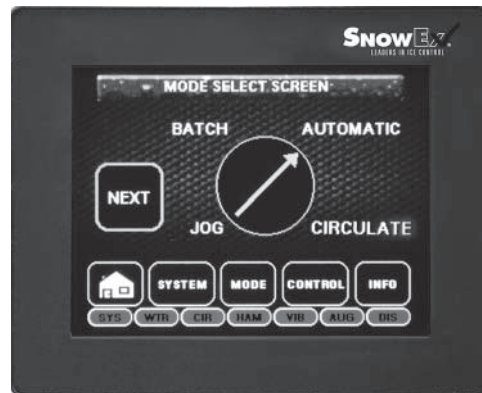 SNOWEX
LEADERS IN ICE CONTROL
MODE SELECT SCREEN
BATCH AUTOMATIC
NEXT
JOG CIRCULATE
SYSTEM MODE CONTROL INFO
SYS WTR CIR HAM VIB AUG DIS